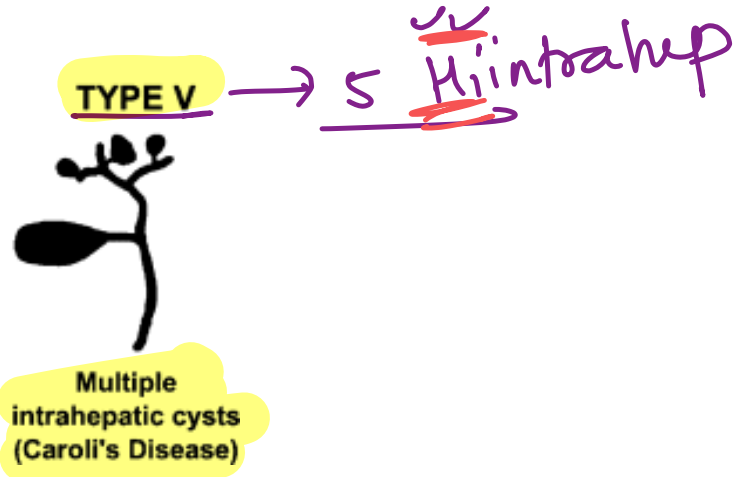 TYPE V → 5 Hiintrahep
Multiple
intrahepatic cysts
(Caroli's Disease)